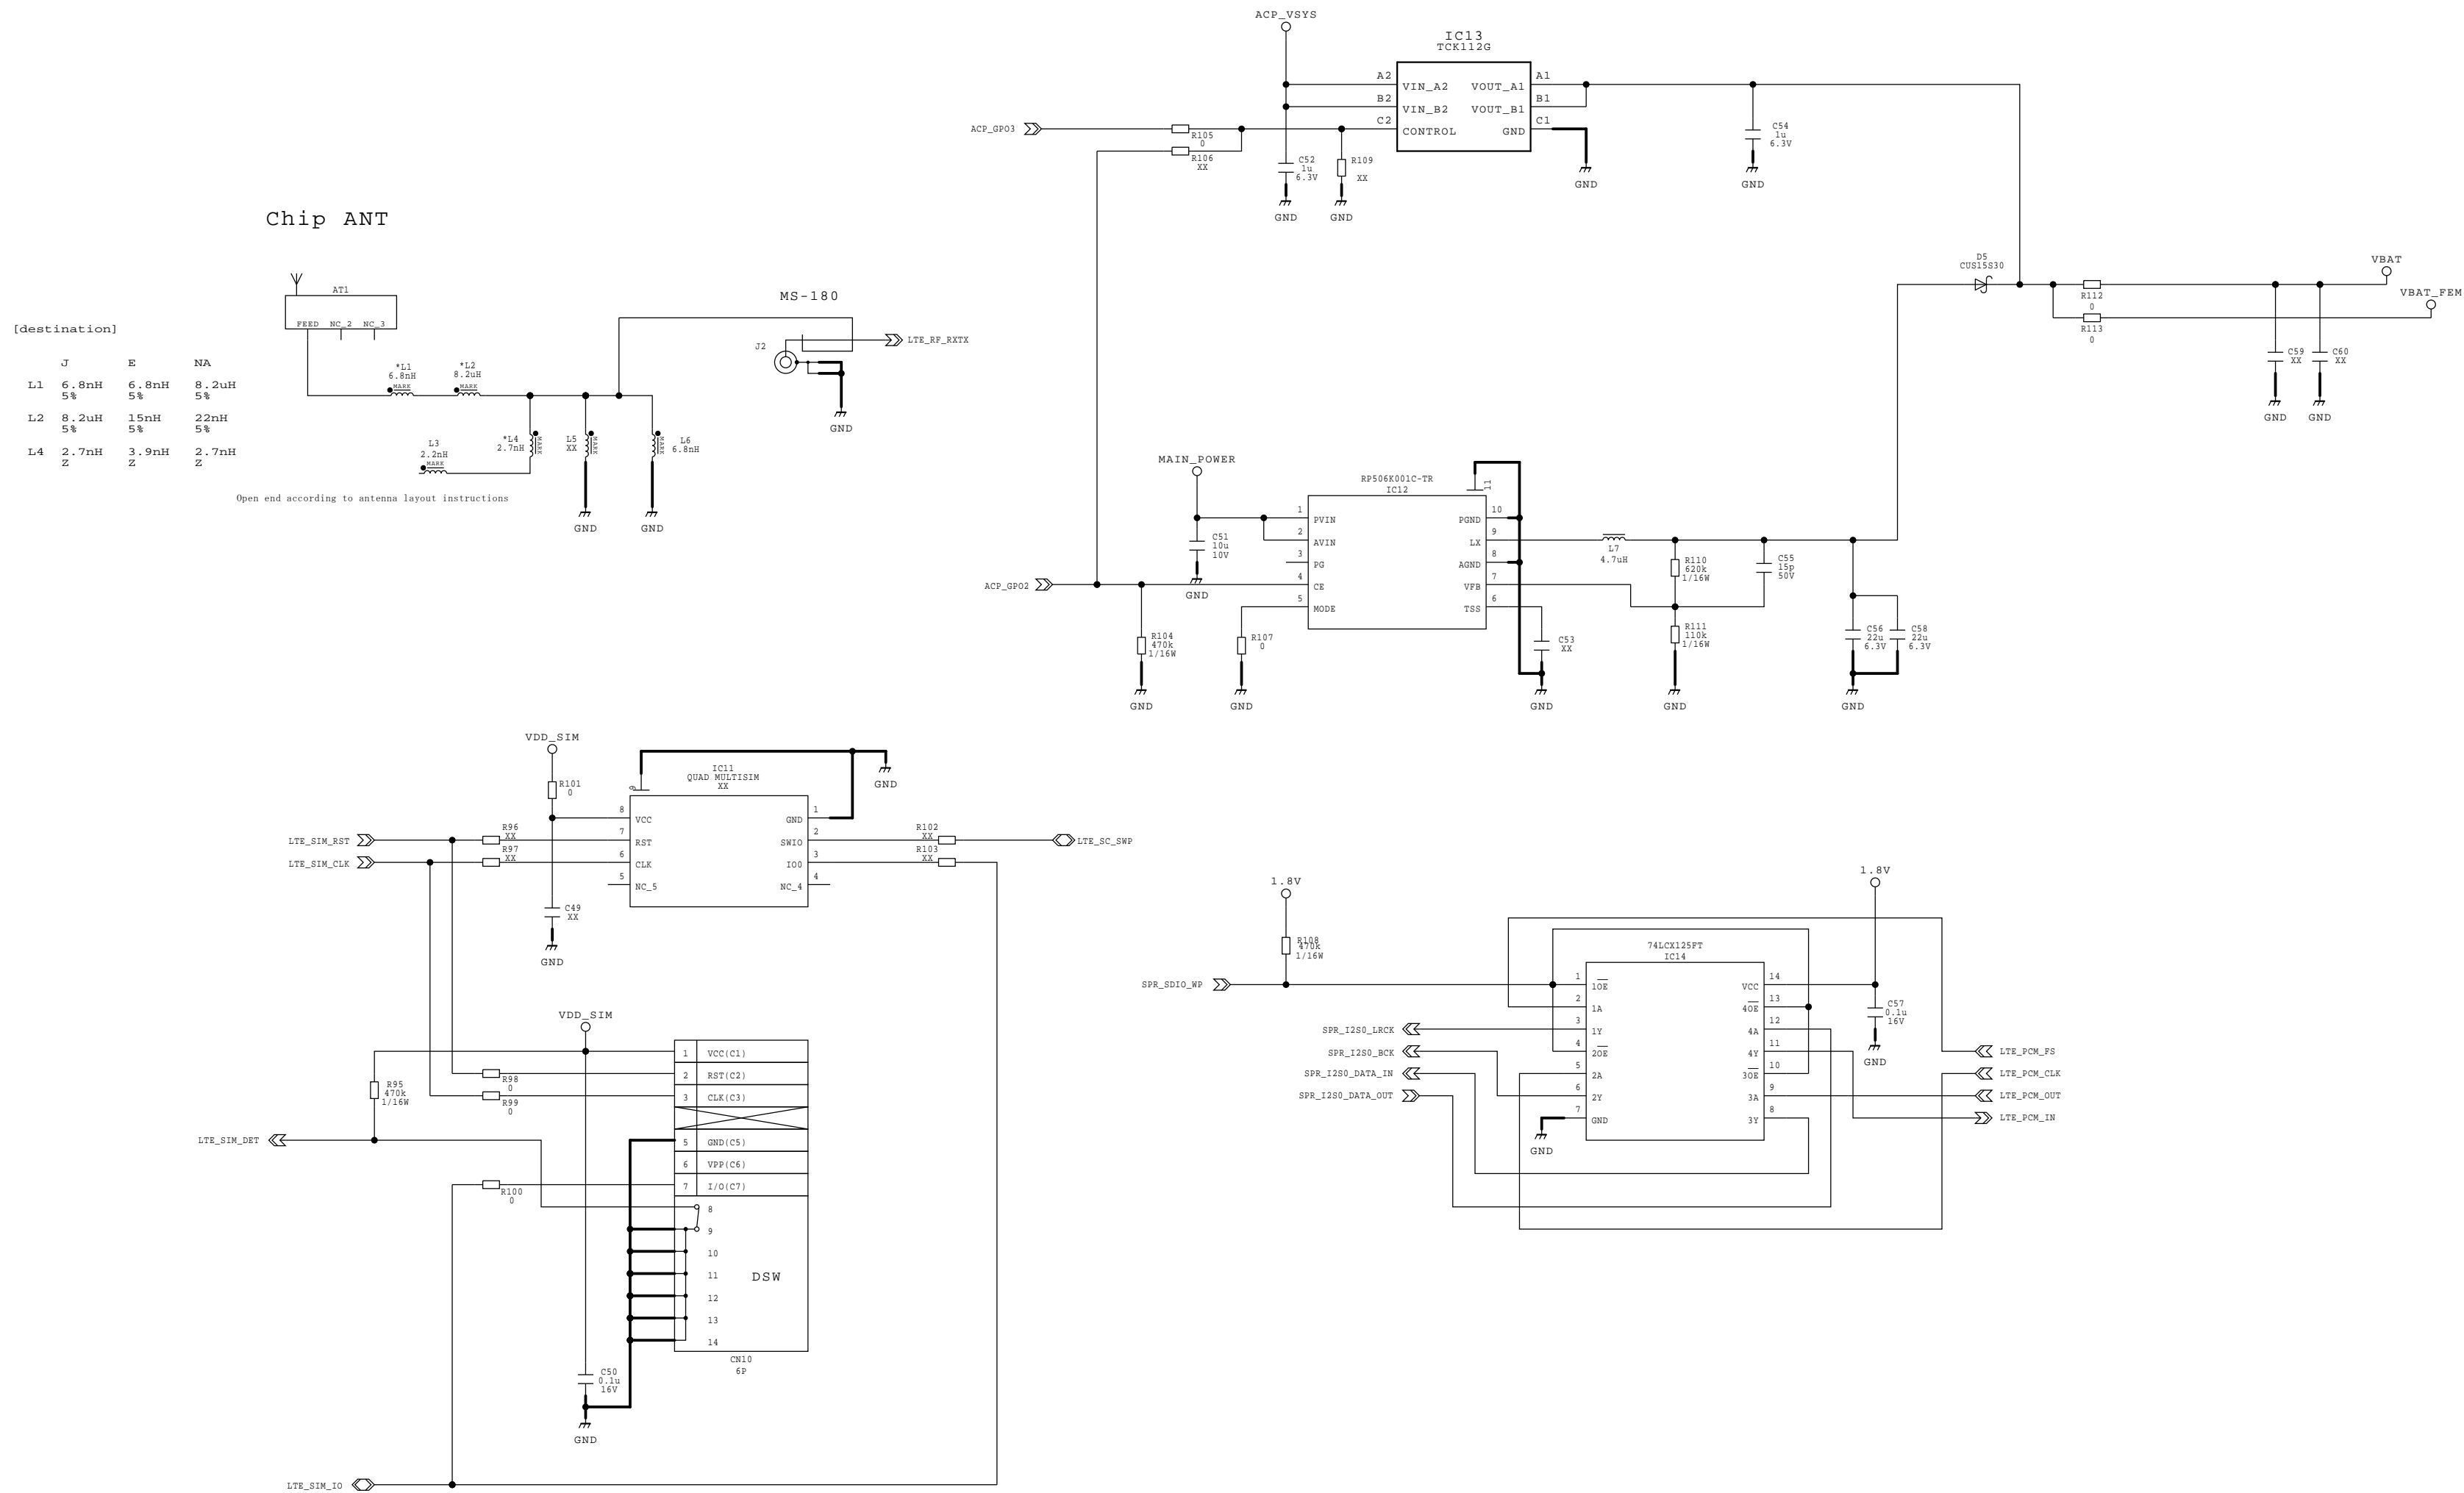 ACP_VSYS
IC13
TCK112G
A2 VIN_A2 VOUT_A1 A1
B2 VIN_B2 VOUT_B1 B1
C2 CONTROL GND C1
ACP_GPO3
R105
0
R106
XX
C52
1u
6.3V
R109
XX
GND
GND
GND
C54
1u
6.3V
GND
Chip ANT
AT1
FEED NC_2 NC_3
[destination]
J E NA
L1 6.8nH 6.8nH 8.2uH
5% 5% 5%
L2 8.2uH 15nH 22nH
5% 5% 5%
L4 2.7nH 3.9nH 2.7nH
Z Z Z
*L1
6.8nH
MARK
*L2
8.2uH
MARK
L3
2.2nH
MARK
*L4
2.7nH
MARK
L5
XX
MARK
L6
6.8nH
MARK
GND
GND
Open end according to antenna layout instructions
MS-180
J2
LTE_RF_RXTX
GND
D5
CUS15S30
R112
0
R113
0
VBAT
VBAT_FEM
C59
XX
C60
XX
GND
GND
MAIN_POWER
C51
10u
10V
GND
ACP_GPO2
R104
470k
1/16W
GND
R107
0
GND
RP506K001C-TR
IC12
11
1 PVIN PGND 10
2 AVIN LX 9
3 PG AGND 8
4 CE VFB 7
5 MODE TSS 6
C53
XX
GND
L7
4.7uH
R110
620k
1/16W
C55
15p
50V
R111
110k
1/16W
GND
C56
22u
6.3V
C58
22u
6.3V
GND
VDD_SIM
R101
0
IC11
QUAD MULTISIM
XX
9
8 VCC GND 1
7 RST SWIO 2
6 CLK IO0 3
5 NC_5 NC_4 4
GND
LTE_SIM_RST
LTE_SIM_CLK
R96
XX
R97
XX
R102
XX
R103
XX
LTE_SC_SWP
C49
XX
GND
VDD_SIM
R95
470k
1/16W
R98
0
R99
0
LTE_SIM_DET
R100
0
1 VCC(C1)
2 RST(C2)
3 CLK(C3)
5 GND(C5)
6 VPP(C6)
7 I/O(C7)
8
9
10
11
DSW
12
13
14
CN10
6P
C50
0.1u
16V
GND
LTE_SIM_IO
1.8V
R108
470k
1/16W
SPR_SDIO_WP
SPR_I2S0_LRCK
SPR_I2S0_BCK
SPR_I2S0_DATA_IN
SPR_I2S0_DATA_OUT
74LCX125FT
IC14
1 1OE VCC 14
2 1A 4OE 13
3 1Y 4A 12
4 2OE 4Y 11
5 2A 3OE 10
6 2Y 3A 9
7 GND 3Y 8
GND
1.8V
C57
0.1u
16V
GND
LTE_PCM_FS
LTE_PCM_CLK
LTE_PCM_OUT
LTE_PCM_IN